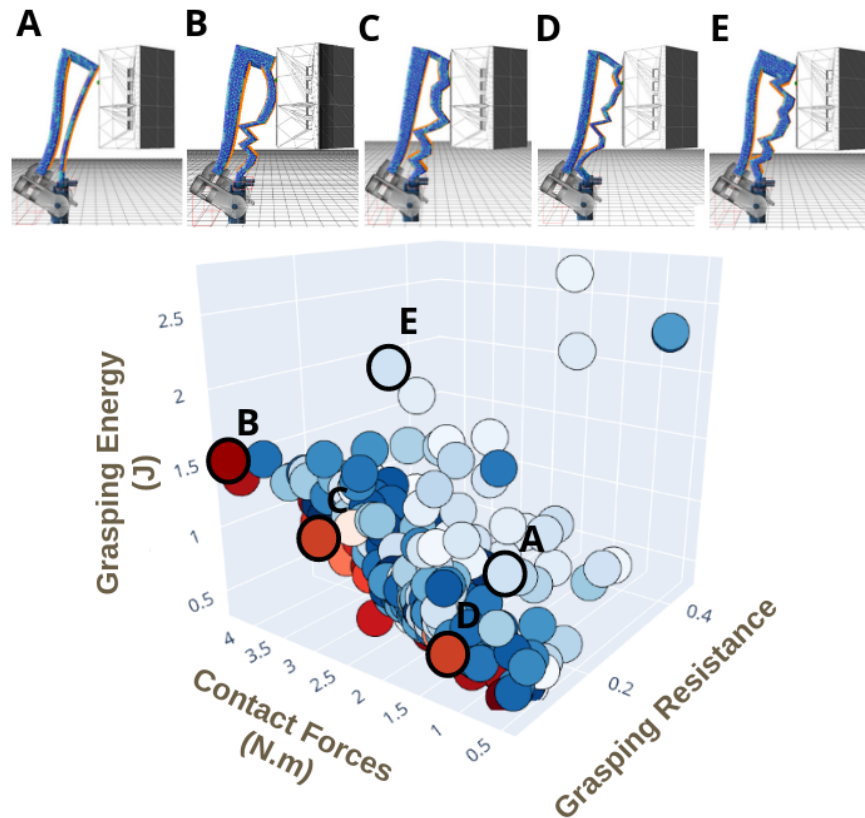 A
B
C
D
E
E
B
C
A
D
2.5
2
1.5
1
0.5
Grasping Energy
(J)
4
3.5
3
2.5
2
1.5
1
0.5
Contact Forces
(N.m)
0.4
0.2
Grasping Resistance